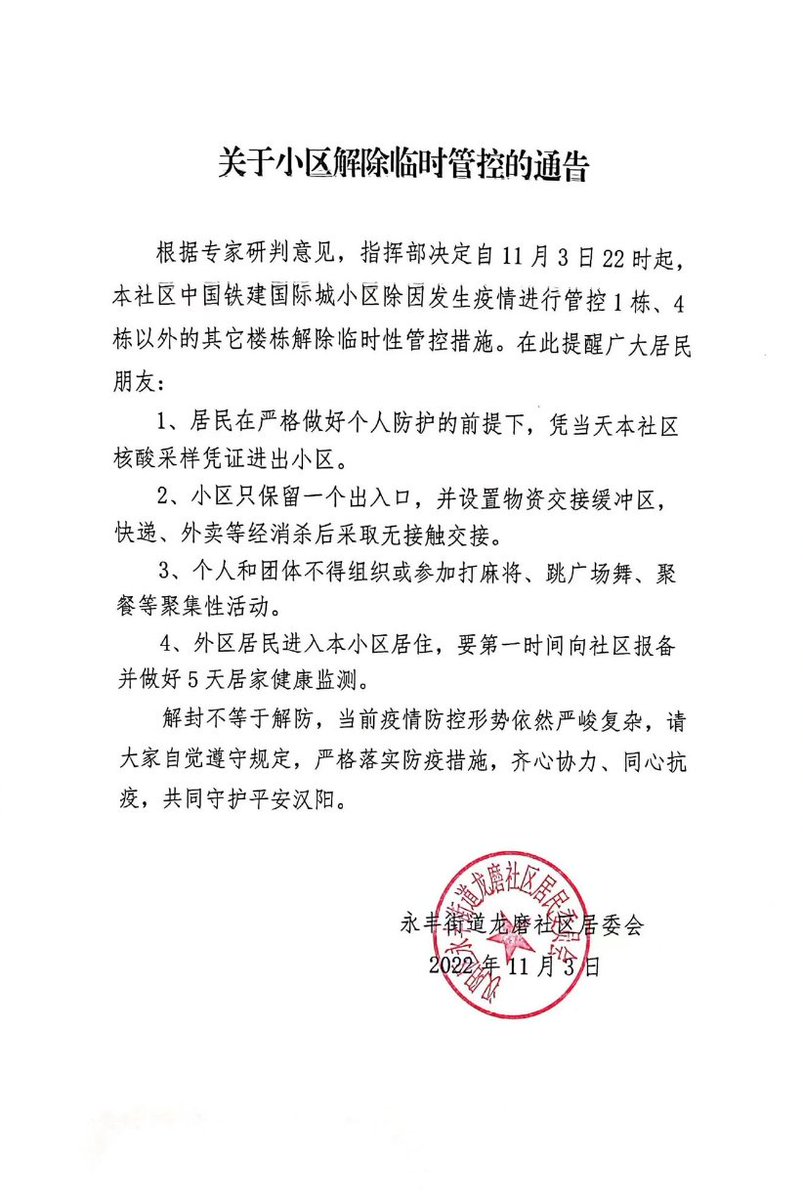 关于小区解除临时管控的通告
根据专家研判意见，指挥部决定自11月3日22时起，
本社区中国铁建国际城小区除因发生疫情进行管控1栋、4
栋以外的其它楼栋解除临时性管控措施。在此提醒广大居民
朋友：
1、居民在严格做好个人防护的前提下，凭当天本社区
核酸采样凭证进出小区。
2、小区只保留一个出入口，并设置物资交接缓冲区，
快递、外卖等经消杀后采取无接触交接。
3、个人和团体不得组织或参加打麻将、跳广场舞、聚
餐等聚集性活动。
4、外区居民进入本小区居住，要第一时间向社区报备
并做好5天居家健康监测。
解封不等于解防，当前疫情防控形势依然严峻复杂，请
大家自觉遵守规定，严格落实防疫措施，齐心协力、同心抗
疫，共同守护平安汉阳。
永丰街道龙磨社区居委会
2022年11月3日
汉阳区永丰街道龙磨社区居民委员会